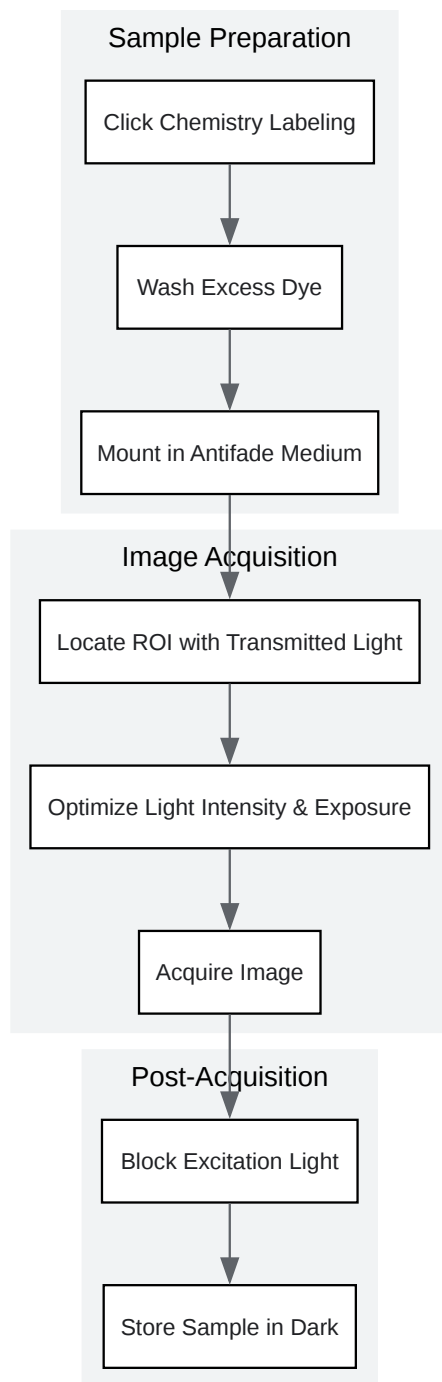 Sample Preparation
Click Chemistry Labeling
Wash Excess Dye
Mount in Antifade Medium
Image Acquisition
Locate ROI with Transmitted Light
Optimize Light Intensity & Exposure
Acquire Image
Post-Acquisition
Block Excitation Light
Store Sample in Dark